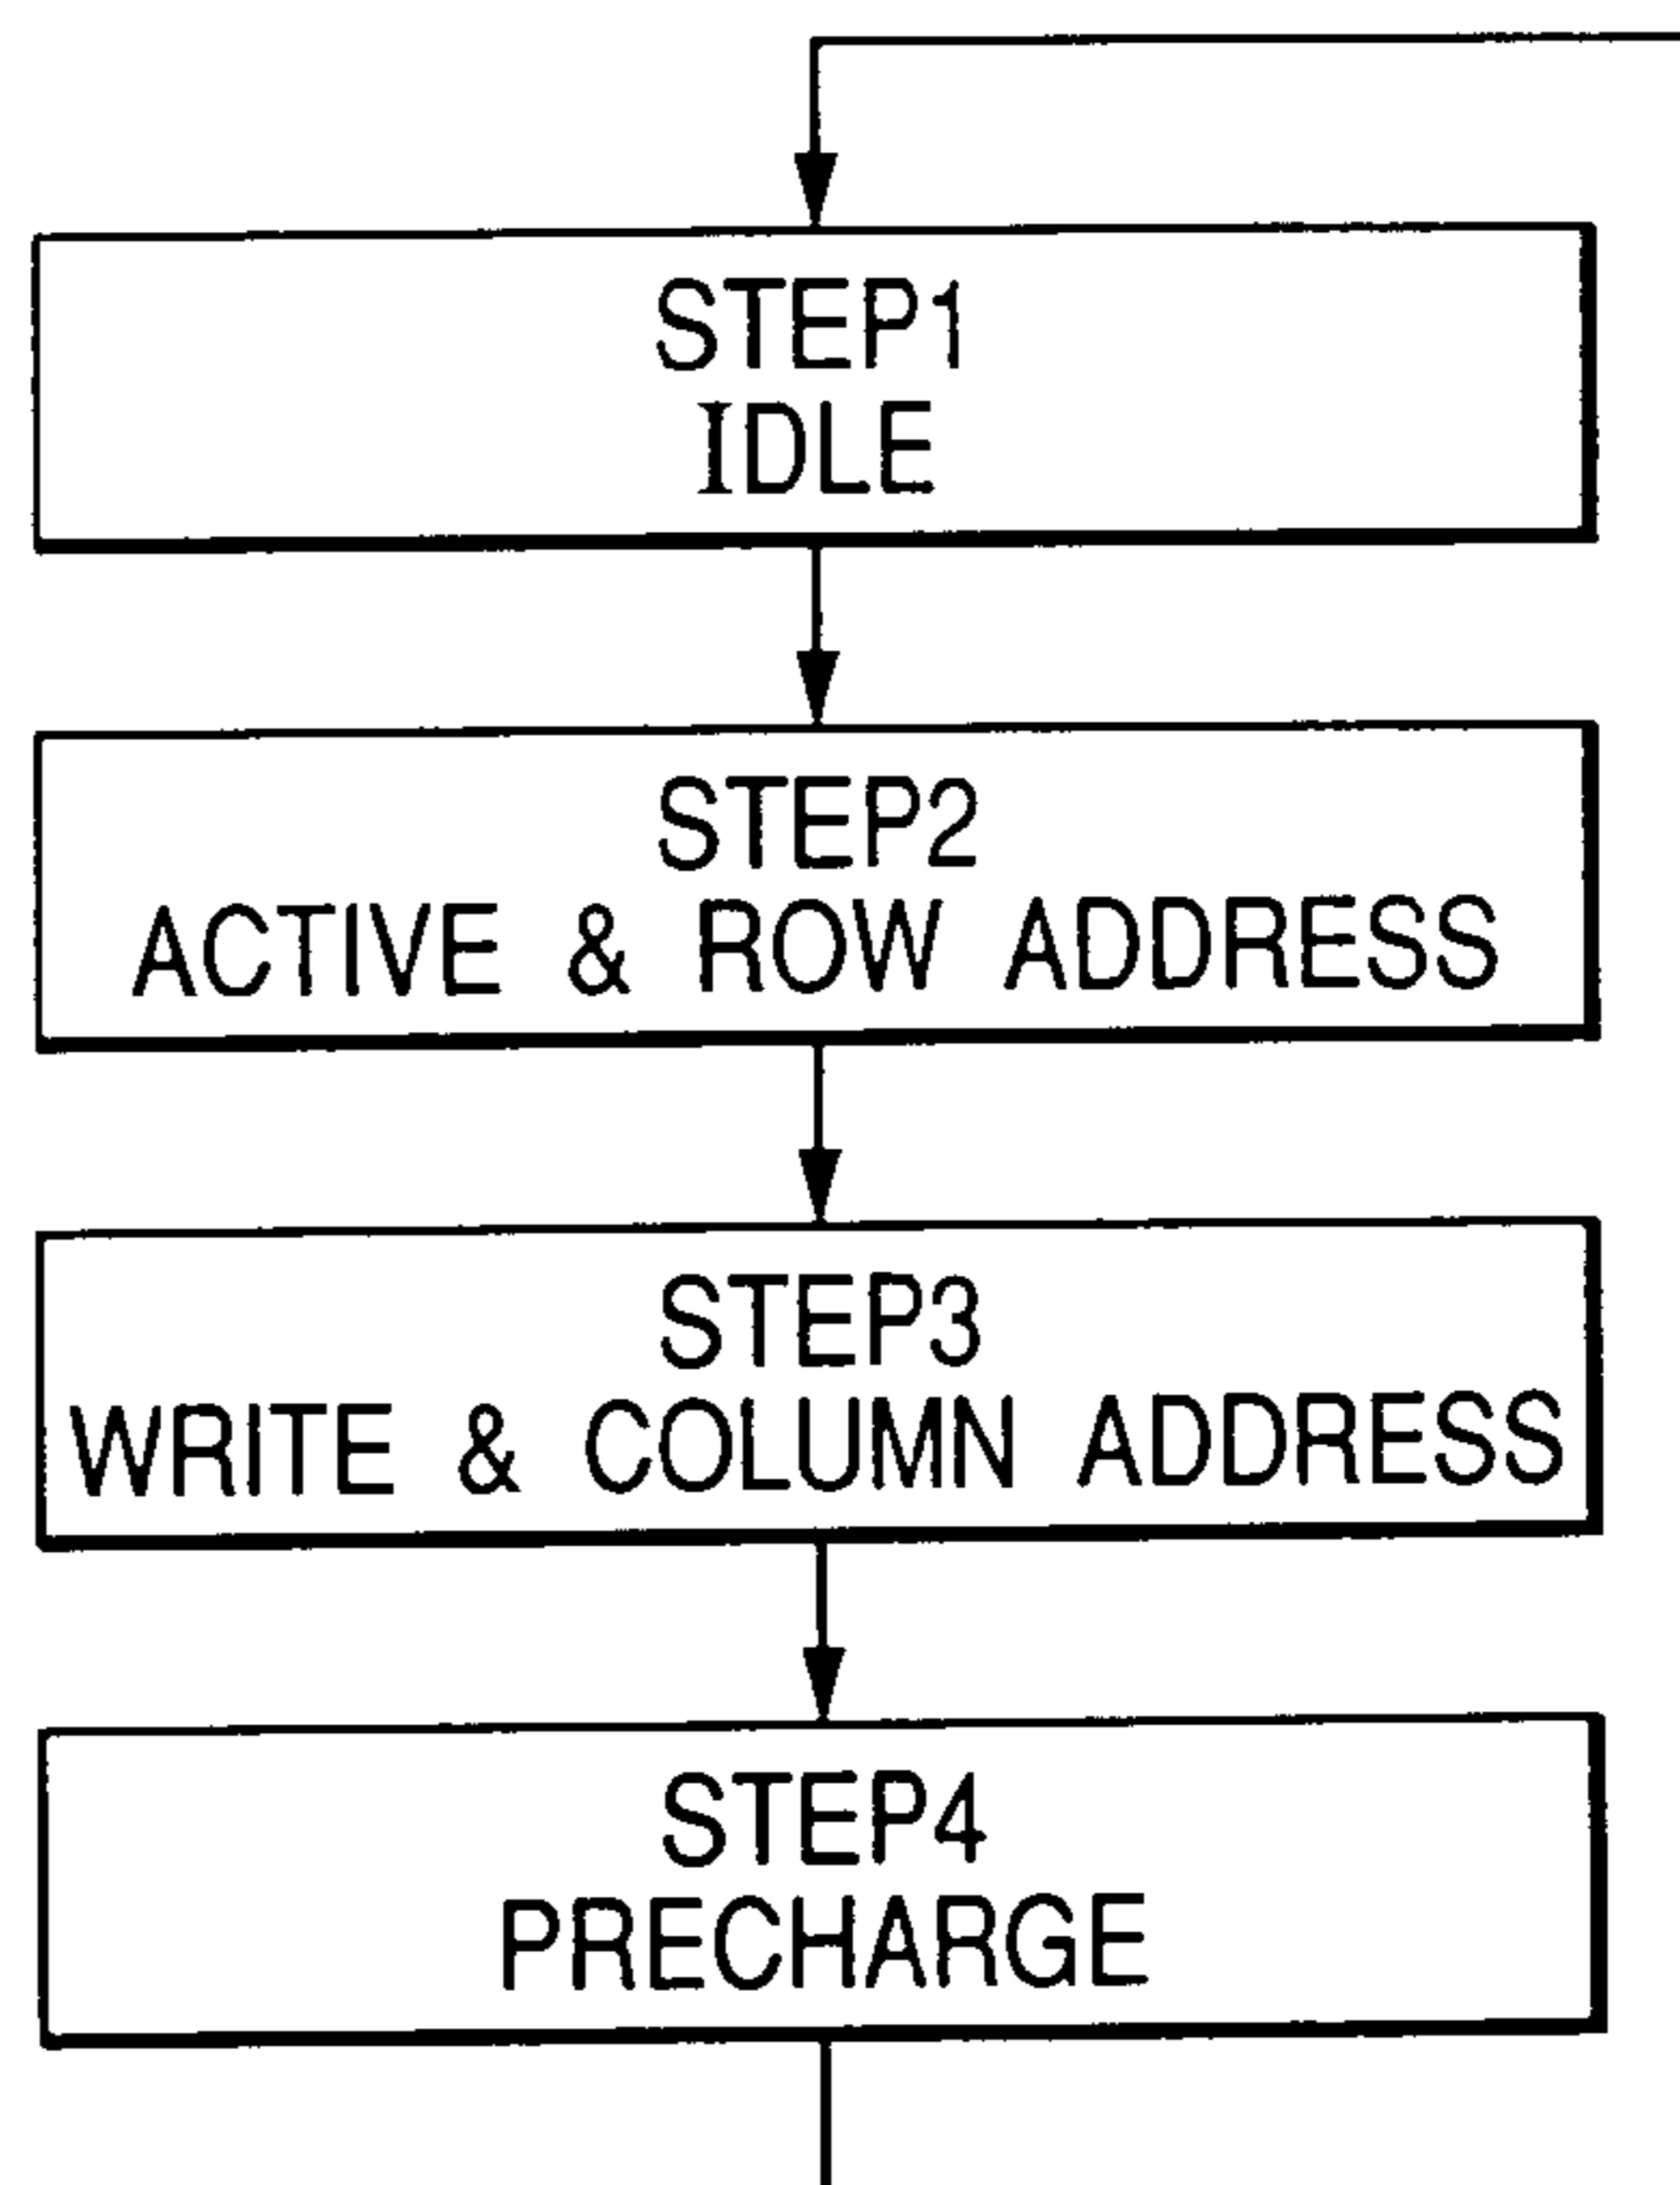 STEP1
IDLE
STEP2
ACTIVE & ROW ADDRESS
STEP3
WRITE & COLUMN ADDRESS
STEP4
PRECHARGE